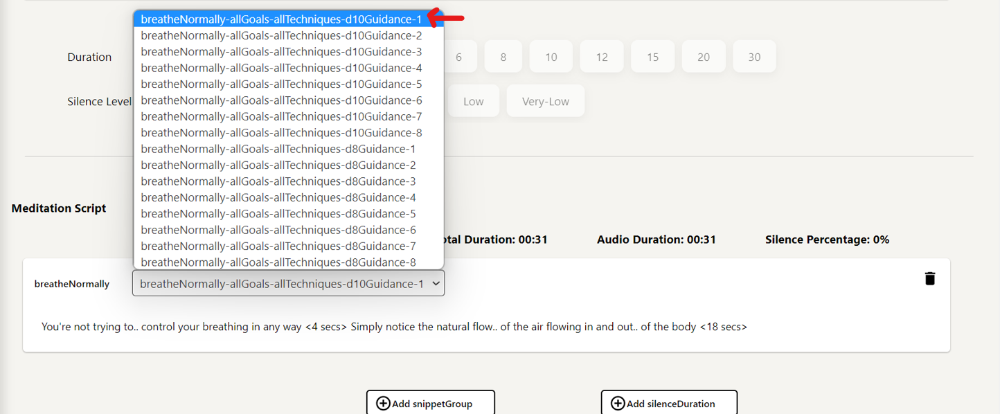 breatheNormally-allGoals-allTechniques-d10Guidance-1
breatheNormally-allGoals-allTechniques-d10Guidance-2
breatheNormally-allGoals-allTechniques-d10Guidance-3
breatheNormally-allGoals-allTechniques-d10Guidance-4
breatheNormally-allGoals-allTechniques-d10Guidance-5
breatheNormally-allGoals-allTechniques-d10Guidance-6
breatheNormally-allGoals-allTechniques-d10Guidance-7
breatheNormally-allGoals-allTechniques-d10Guidance-8
breatheNormally-allGoals-allTechniques-d8Guidance-1
breatheNormally-allGoals-allTechniques-d8Guidance-2
breatheNormally-allGoals-allTechniques-d8Guidance-3
breatheNormally-allGoals-allTechniques-d8Guidance-4
breatheNormally-allGoals-allTechniques-d8Guidance-5
breatheNormally-allGoals-allTechniques-d8Guidance-6
breatheNormally-allGoals-allTechniques-d8Guidance-7
breatheNormally-allGoals-allTechniques-d8Guidance-8
Duration 6 8 10 12 15 20 30
Silence Level Low Very-Low
Meditation Script
otal Duration: 00:31 Audio Duration: 00:31 Silence Percentage: 0%
breatheNormally breatheNormally-allGoals-allTechniques-d10Guidance-1
You're not trying to.. control your breathing in any way <4 secs> Simply notice the natural flow.. of the air flowing in and out.. of the body <18 secs>
Add snippetGroup Add silenceDuration